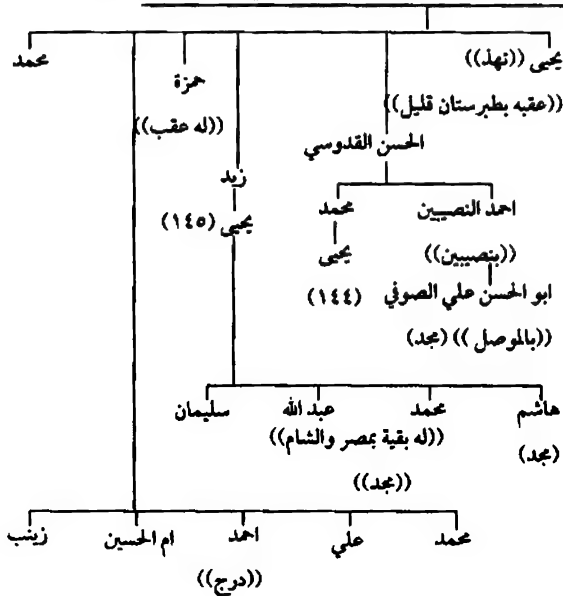 يحيى ((تهذ))
محمد
حمزة
((عقبه بطبرستان قليل))
((له عقب))
الحسن القدوسي
زيد
احمد النصيبين
محمد
يحيى (١٤٥)
((بنصيبين))
يحيى
ابو الحسن علي الصوفي
(١٤٤)
((بالموصل)) (مجد)
هاشم
محمد
عبد الله
سليمان
(مجد)
((له بقية بمصر والشام))
((مجد))
محمد
علي
احمد
ام الحسين
زينب
((درج))